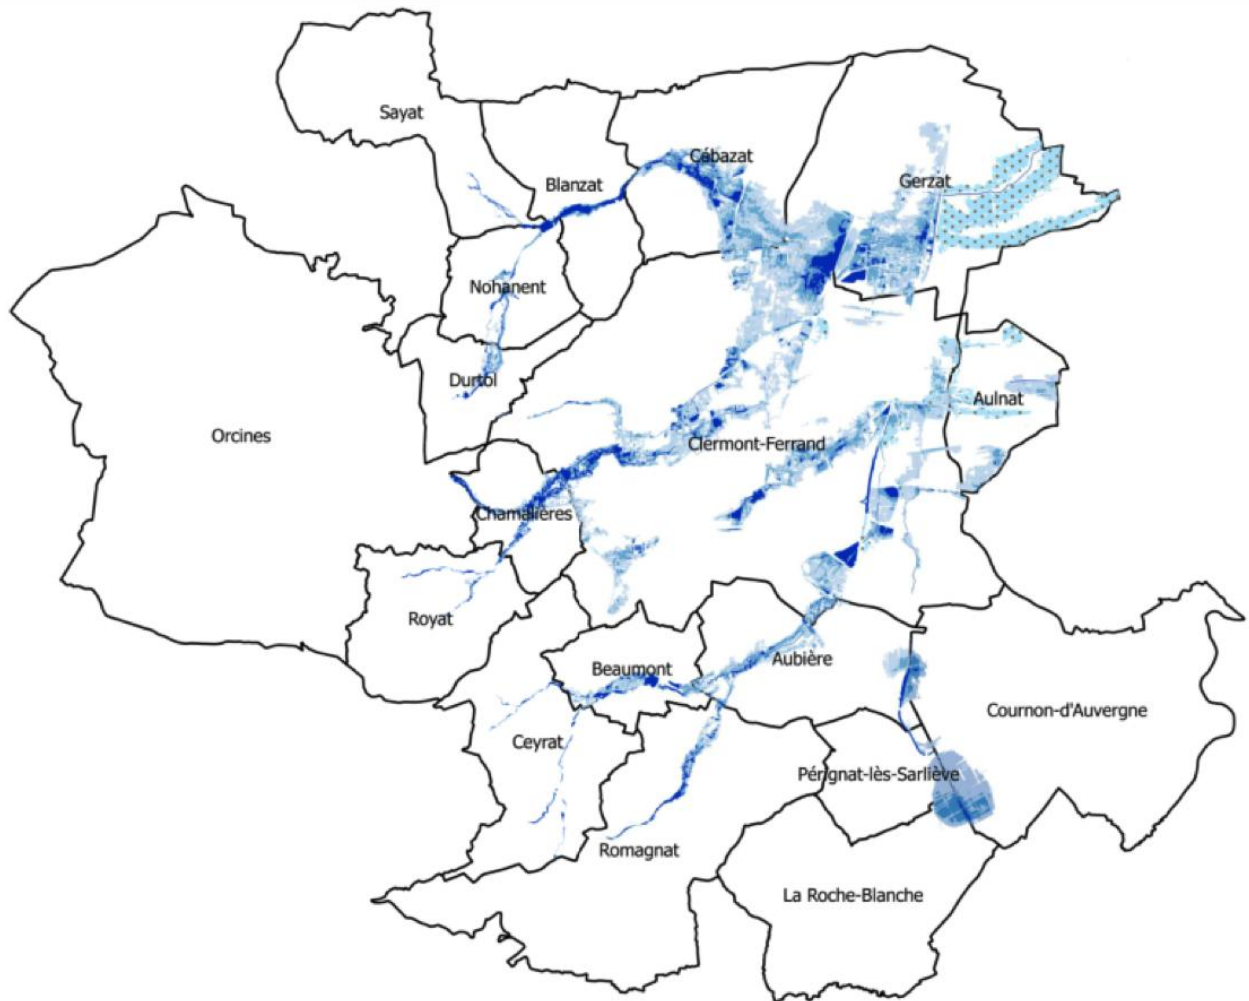 Sayat
Cébazat
Blanzat
Gerzat
Nohanent
Durtol
Aulnat
Orcines
Clermont-Ferrand
Chamalières
Royat
Beaumont
Aubière
Cournon-d'Auvergne
Ceyrat
Pérignat-lès-Sarliève
Romagnat
La Roche-Blanche